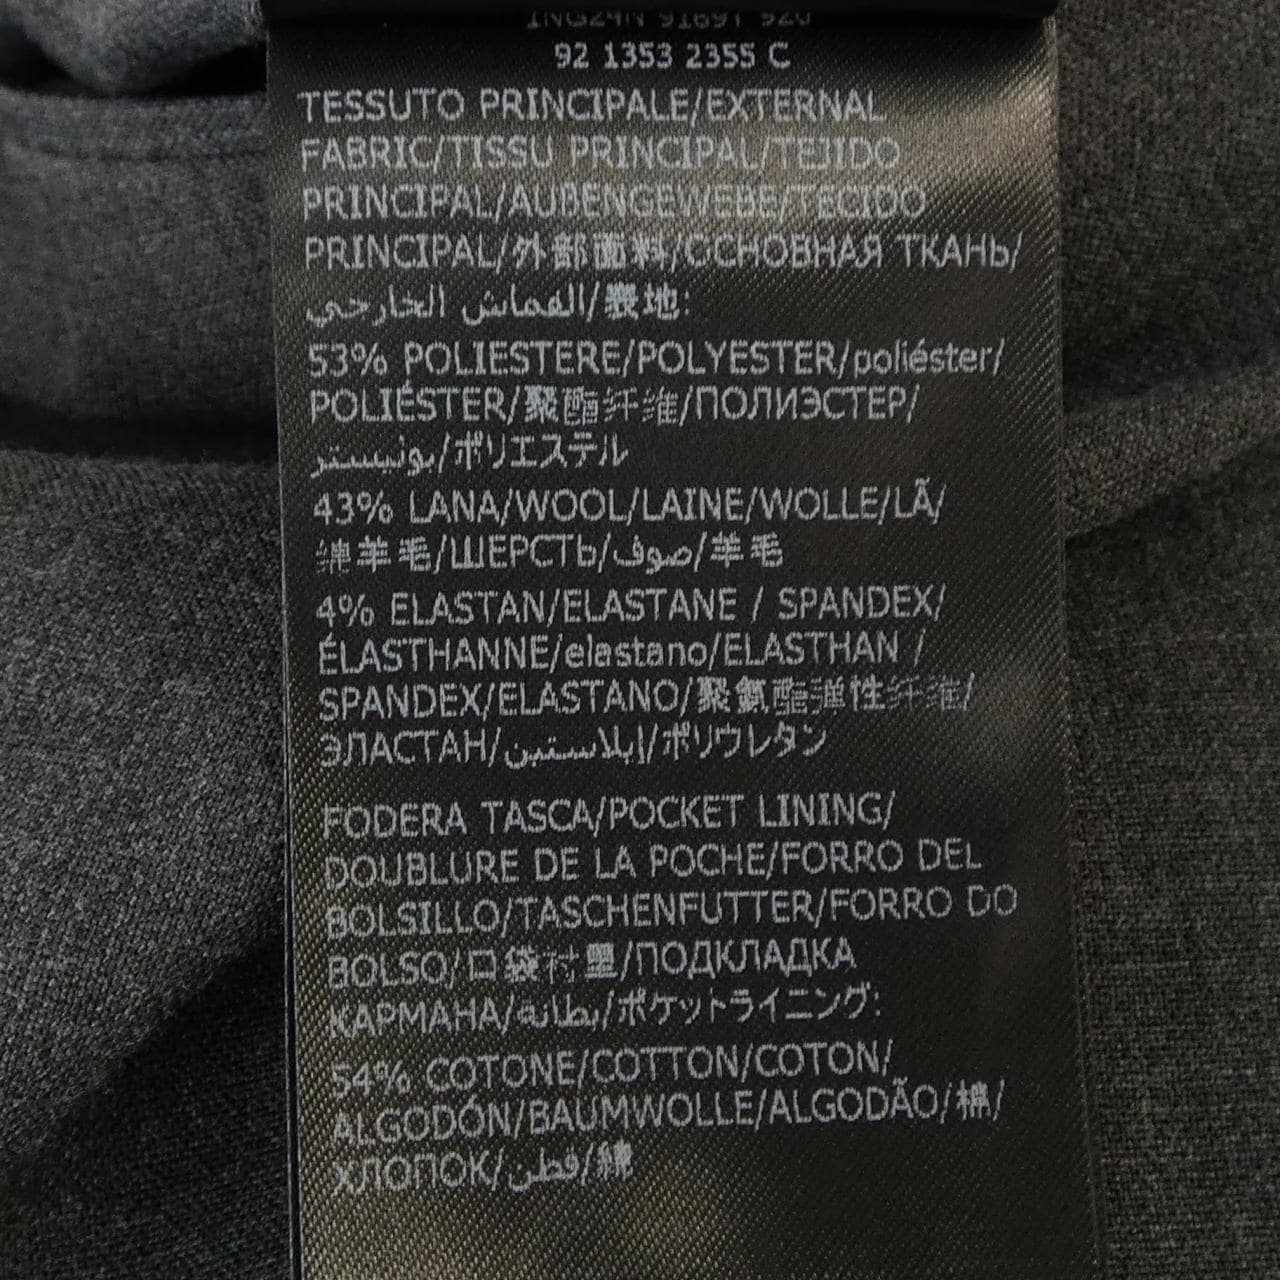 92 1353 2355 C
TESSUTO PRINCIPALE/EXTERNAL
FABRIC/TISSU PRINCIPAL/TEJIDO
PRINCIPAL/AUßENGEWEBE/TECIDO
PRINCIPAL/外部面料/ОСНОВНАЯ ТКАНЬ/
القماش الخارجي/表地:
53% POLIESTERE/POLYESTER/poliéster/
POLIÉSTER/聚酯纤维/ПОЛИЭСТЕР/
بوليستر/ポリエステル
43% LANA/WOOL/LAINE/WOLLE/LÃ/
绵羊毛/ШЕРСТЬ/صوف/羊毛
4% ELASTAN/ELASTANE / SPANDEX/
ÉLASTHANNE/elastano/ELASTHAN /
SPANDEX/ELASTANO/聚氨酯弹性纤维/
ЭЛАСТАН/إيلاستين/ポリウレタン
FODERA TASCA/POCKET LINING/
DOUBLURE DE LA POCHE/FORRO DEL
BOLSILLO/TASCHENFUTTER/FORRO DO
BOLSO/口袋衬里/ПОДКЛАДКА
КАРМАНА/بطانة/ポケットライニング:
54% COTONE/COTTON/COTON/
ALGODÓN/BAUMWOLLE/ALGODÃO/棉/
ХЛОПОК/قطن/綿